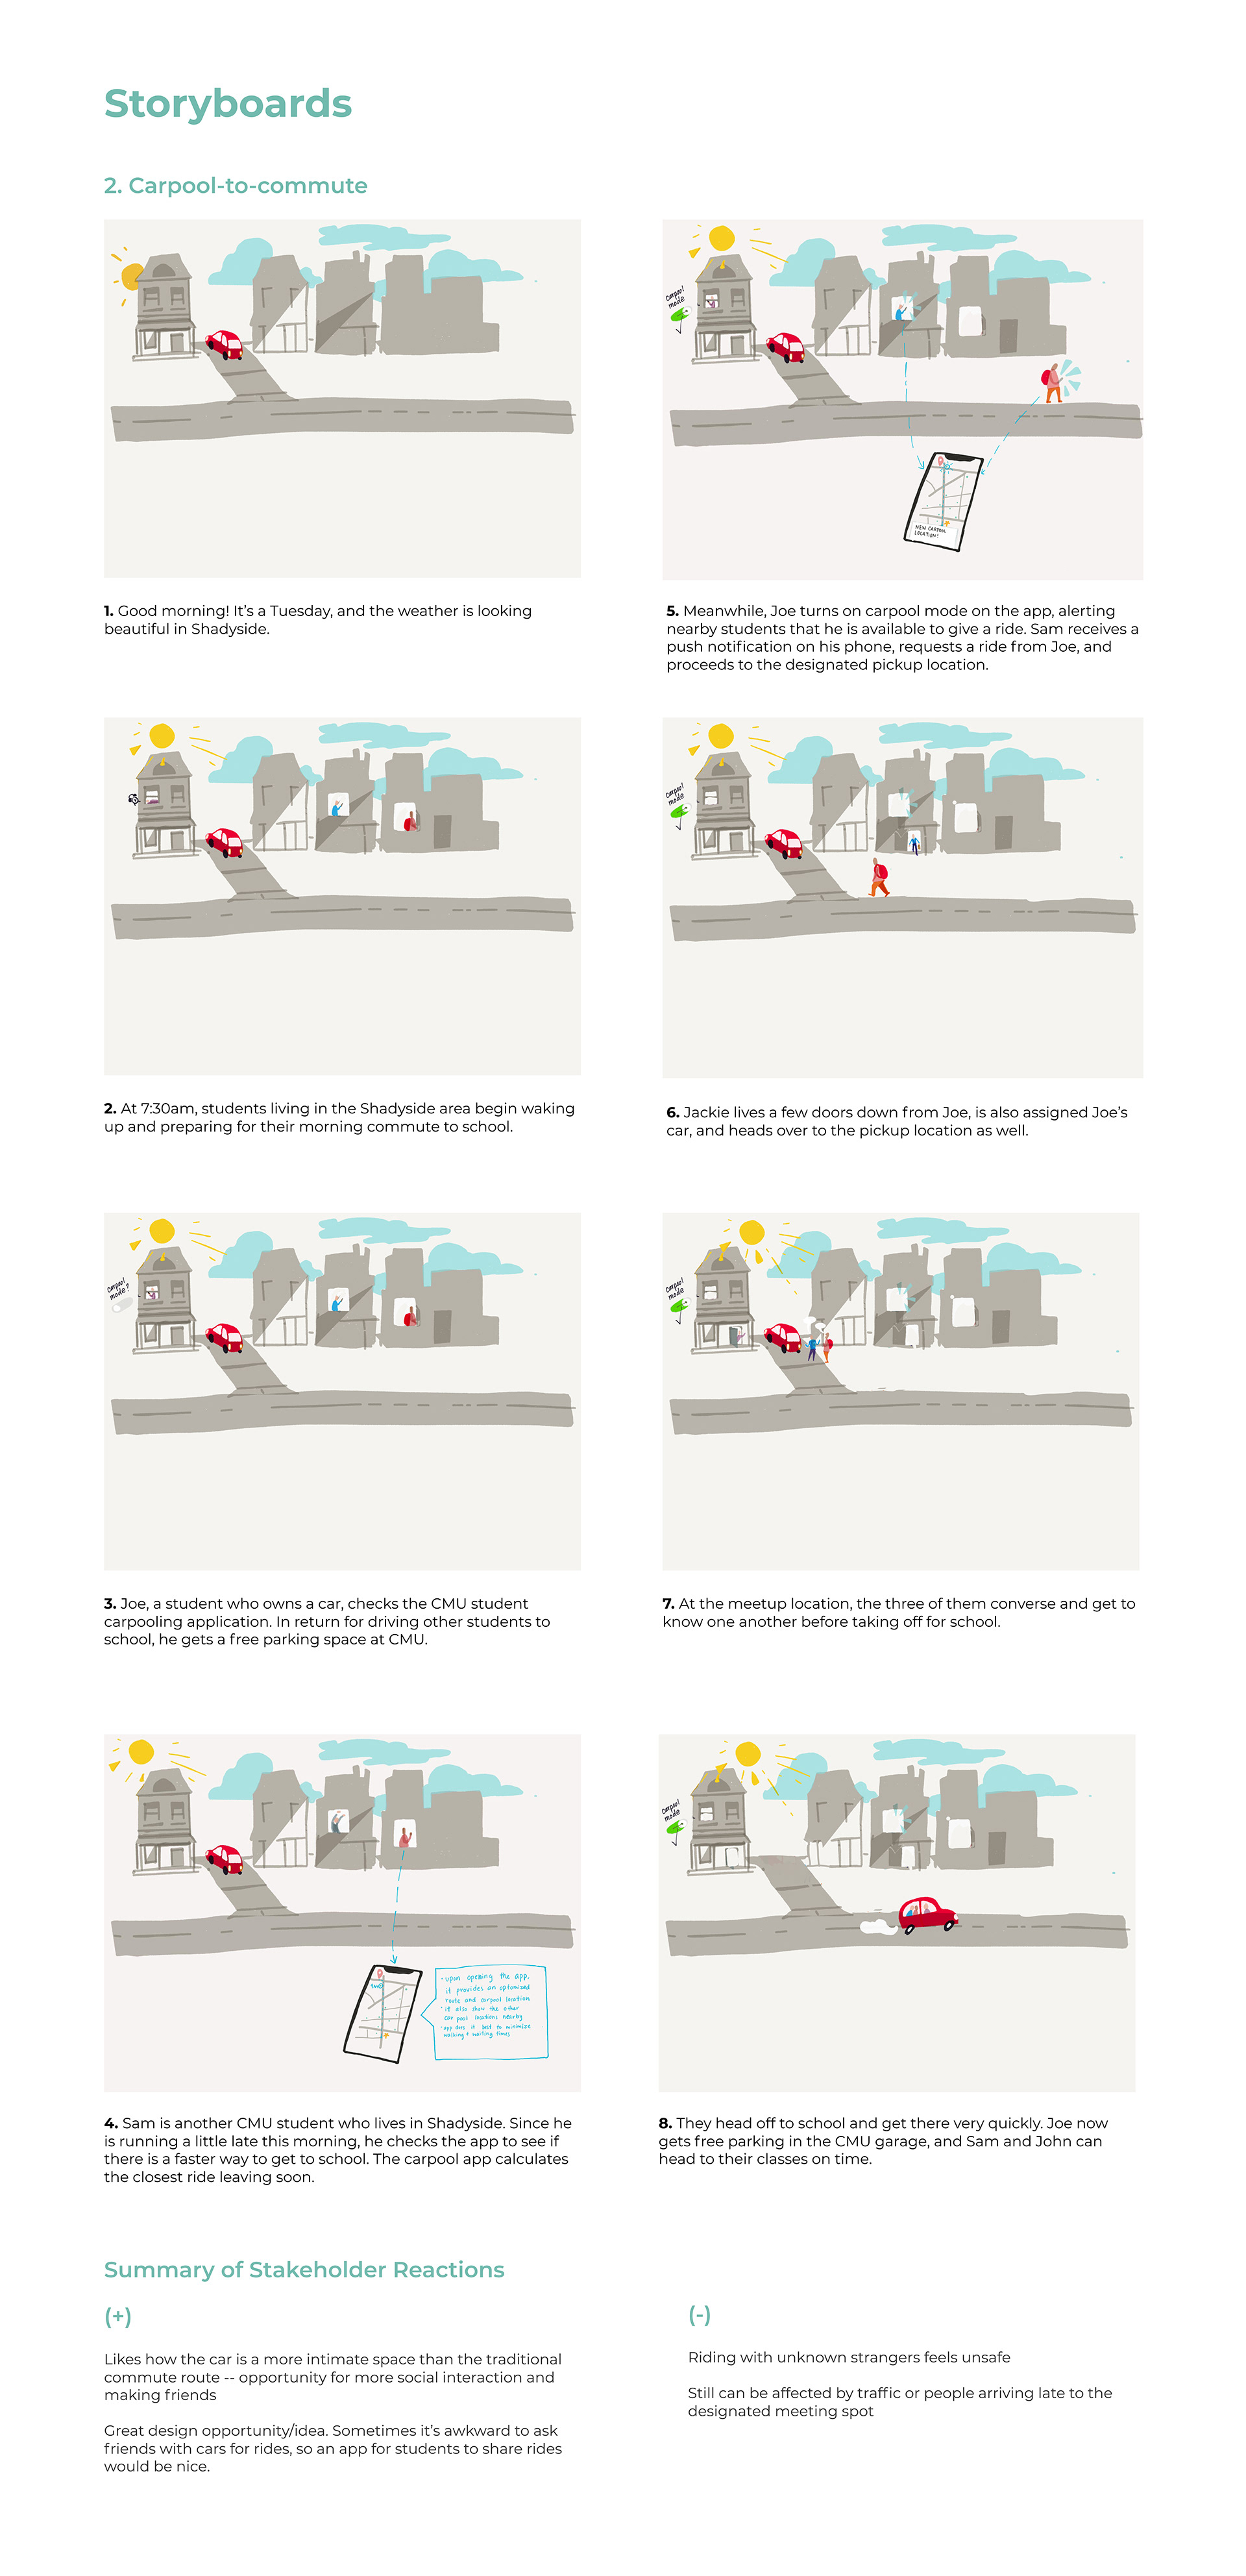 Storyboards
2. Carpool-to-commute
1. Good morning! It's a Tuesday, and the weather is looking
beautiful in Shadyside.
2. At 7:30am, students living in the Shadyside area begin waking
up and preparing for their morning commute to school.
Carpool
mode?
3. Joe, a student who owns a car, checks the CMU student
carpooling application. In return for driving other students to
school, he gets a free parking space at CMU.
• upon opening the app,
it provides an optomized
route and carpool location
• it also show the other
car pool locations nearby
• app does it best to minimize
walking + waiting times
4. Sam is another CMU student who lives in Shadyside. Since he
is running a little late this morning, he checks the app to see if
there is a faster way to get to school. The carpool app calculates
the closest ride leaving soon.
Carpool
mode
NEW CARPOOL
LOCATION!
5. Meanwhile, Joe turns on carpool mode on the app, alerting
nearby students that he is available to give a ride. Sam receives a
push notification on his phone, requests a ride from Joe, and
proceeds to the designated pickup location.
Carpool
mode
6. Jackie lives a few doors down from Joe, is also assigned Joe's
car, and heads over to the pickup location as well.
Carpool
mode
7. At the meetup location, the three of them converse and get to
know one another before taking off for school.
Carpool
mode
8. They head off to school and get there very quickly. Joe now
gets free parking in the CMU garage, and Sam and John can
head to their classes on time.
Summary of Stakeholder Reactions
(+)
Likes how the car is a more intimate space than the traditional
commute route -- opportunity for more social interaction and
making friends
Great design opportunity/idea. Sometimes it's awkward to ask
friends with cars for rides, so an app for students to share rides
would be nice.
(-)
Riding with unknown strangers feels unsafe
Still can be affected by traffic or people arriving late to the
designated meeting spot